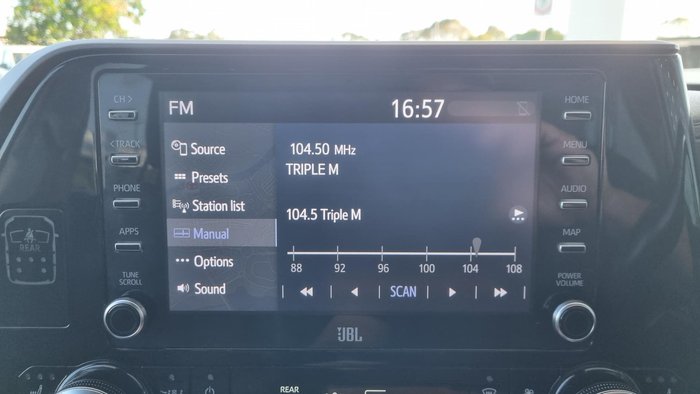 FM
16:57
CH >
< TRACK
PHONE
APPS
TUNE
SCROLL
Source
Presets
Station list
Manual
Options
Sound
104.50 MHz
TRIPLE M
104.5 Triple M
88 92 96 100 104 108
SCAN
HOME
MENU
AUDIO
MAP
POWER
VOLUME
REAR
JBL
REAR